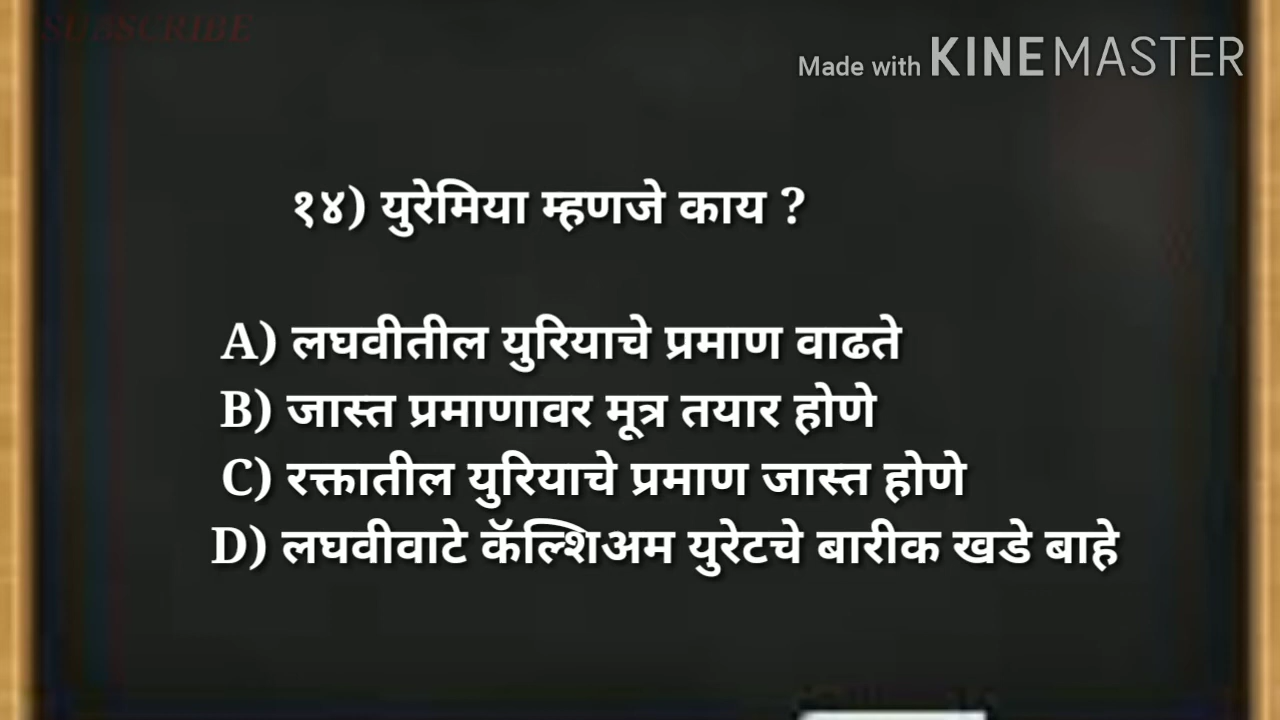 SUBSCRIBE
Made with KINEMASTER
१४) युरेमिया म्हणजे काय ?
A) लघवीतील युरियाचे प्रमाण वाढते
B) जास्त प्रमाणावर मूत्र तयार होणे
C) रक्तातील युरियाचे प्रमाण जास्त होणे
D) लघवीवाटे कॅल्शिअम युरेटचे बारीक खडे बाहे